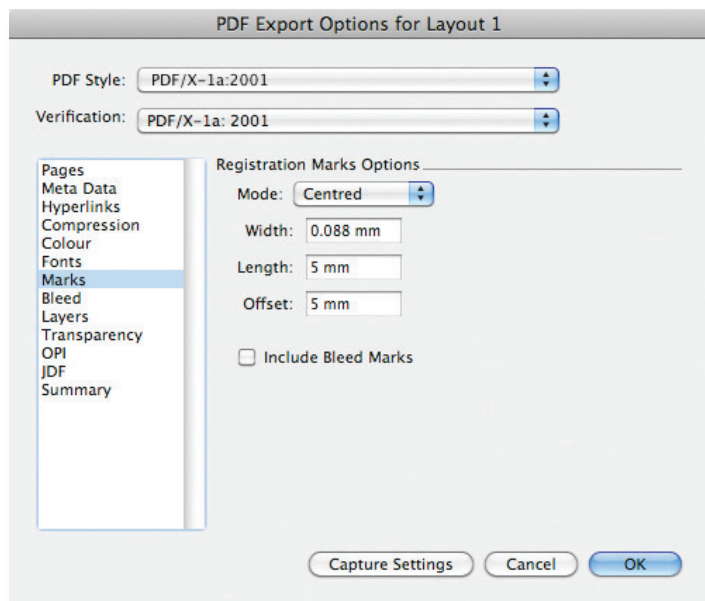 PDF Export Options for Layout 1
PDF Style: PDF/X-1a:2001
Verification: PDF/X-1a: 2001
Pages
Meta Data
Hyperlinks
Compression
Colour
Fonts
Marks
Bleed
Layers
Transparency
OPI
JDF
Summary
Registration Marks Options
Mode: Centred
Width: 0.088 mm
Length: 5 mm
Offset: 5 mm
Include Bleed Marks
Capture Settings Cancel OK